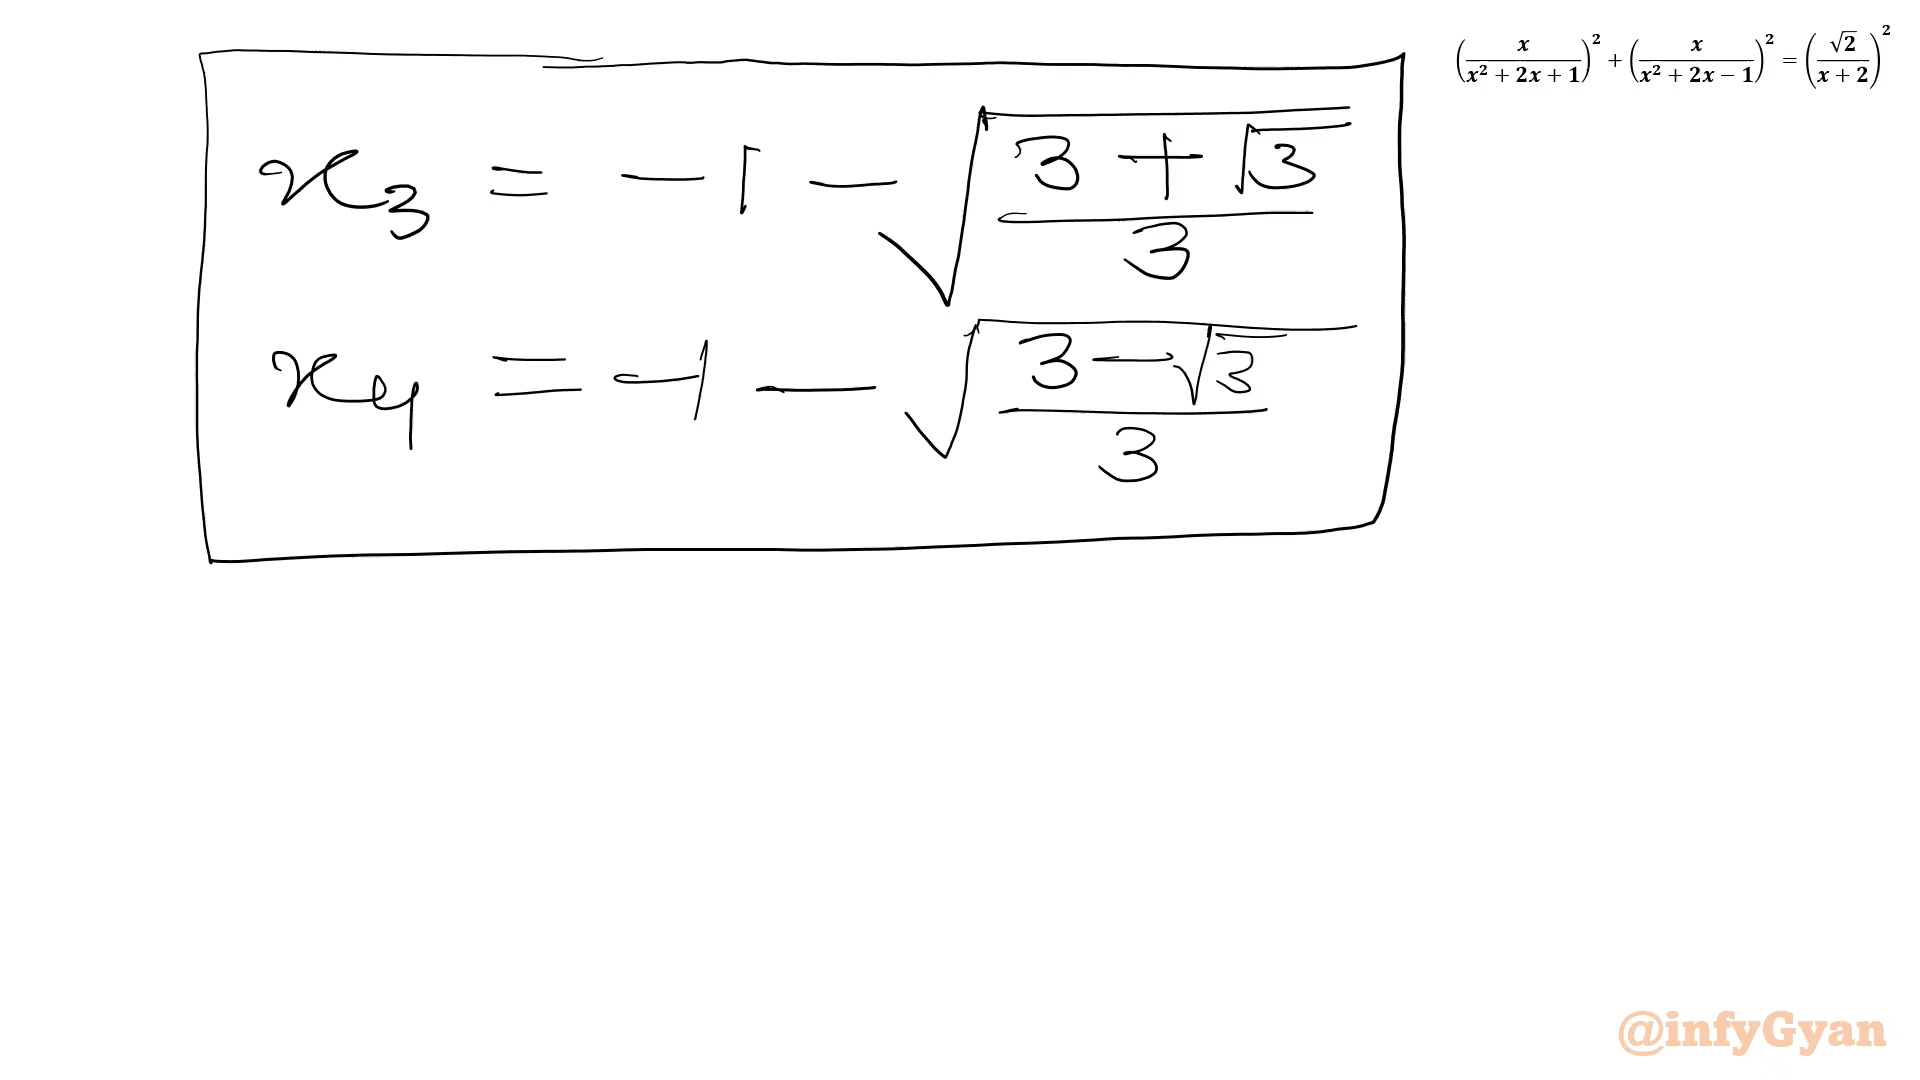 (x/(x² + 2x + 1))² + (x/(x² + 2x − 1))² = (√2/(x + 2))²
x₃ = −1 − √((3 + √3)/3)
x₄ = −1 − √((3 − √3)/3)
@infyGyan